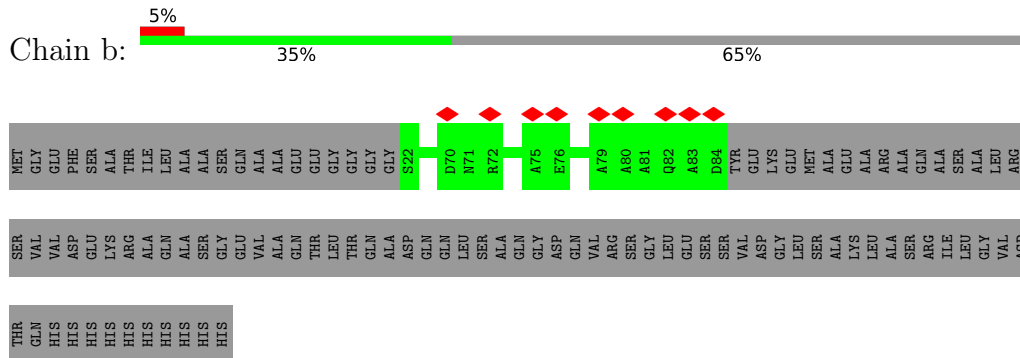 5%
Chain b:
35% 65%
MET GLY GLU PHE SER ALA THR ILE LEU ALA ALA SER GLN ALA ALA GLU GLU GLY GLY GLY GLY S22 D70 N71 R72 A75 E76 A79 A80 A81 Q82 A83 D84 TYR GLU LYS GLU MET ALA GLU ALA ARG ALA GLN ALA SER ALA LEU ARG
SER VAL VAL ASP GLU LYS ARG ALA GLN ALA SER GLY GLU VAL ALA GLN THR LEU THR GLN ALA ASP GLN GLN LEU SER ALA GLN GLY ASP GLN VAL ARG SER GLY LEU GLU SER SER VAL ASP GLY LEU SER ALA LYS LEU ALA SER ARG ILE LEU GLY VAL ASP
THR GLN HIS HIS HIS HIS HIS HIS HIS HIS HIS HIS